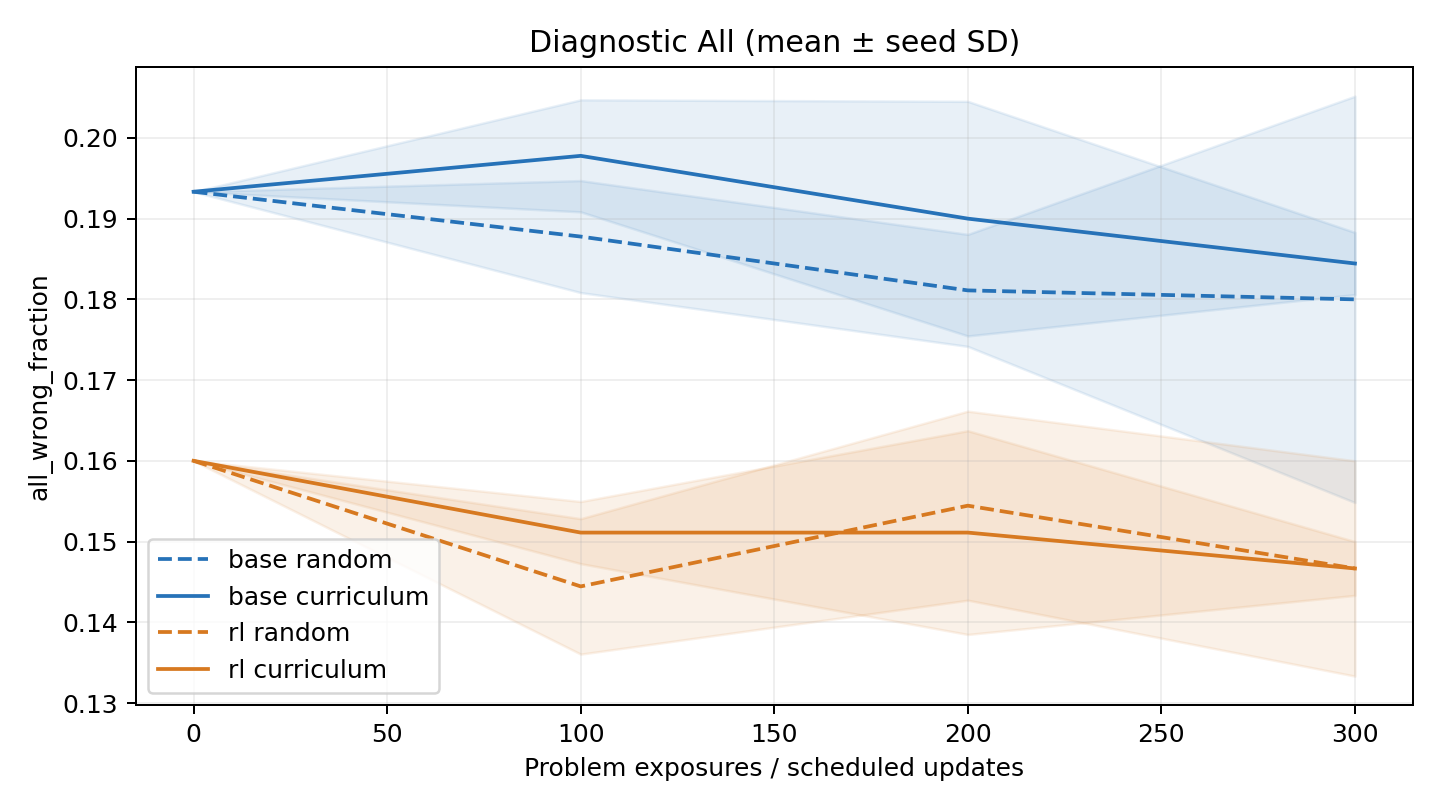 Diagnostic All (mean ± seed SD)
all_wrong_fraction
0.20
0.19
0.18
0.17
0.16
0.15
0.14
0.13
base random
base curriculum
rl random
rl curriculum
0 50 100 150 200 250 300
Problem exposures / scheduled updates